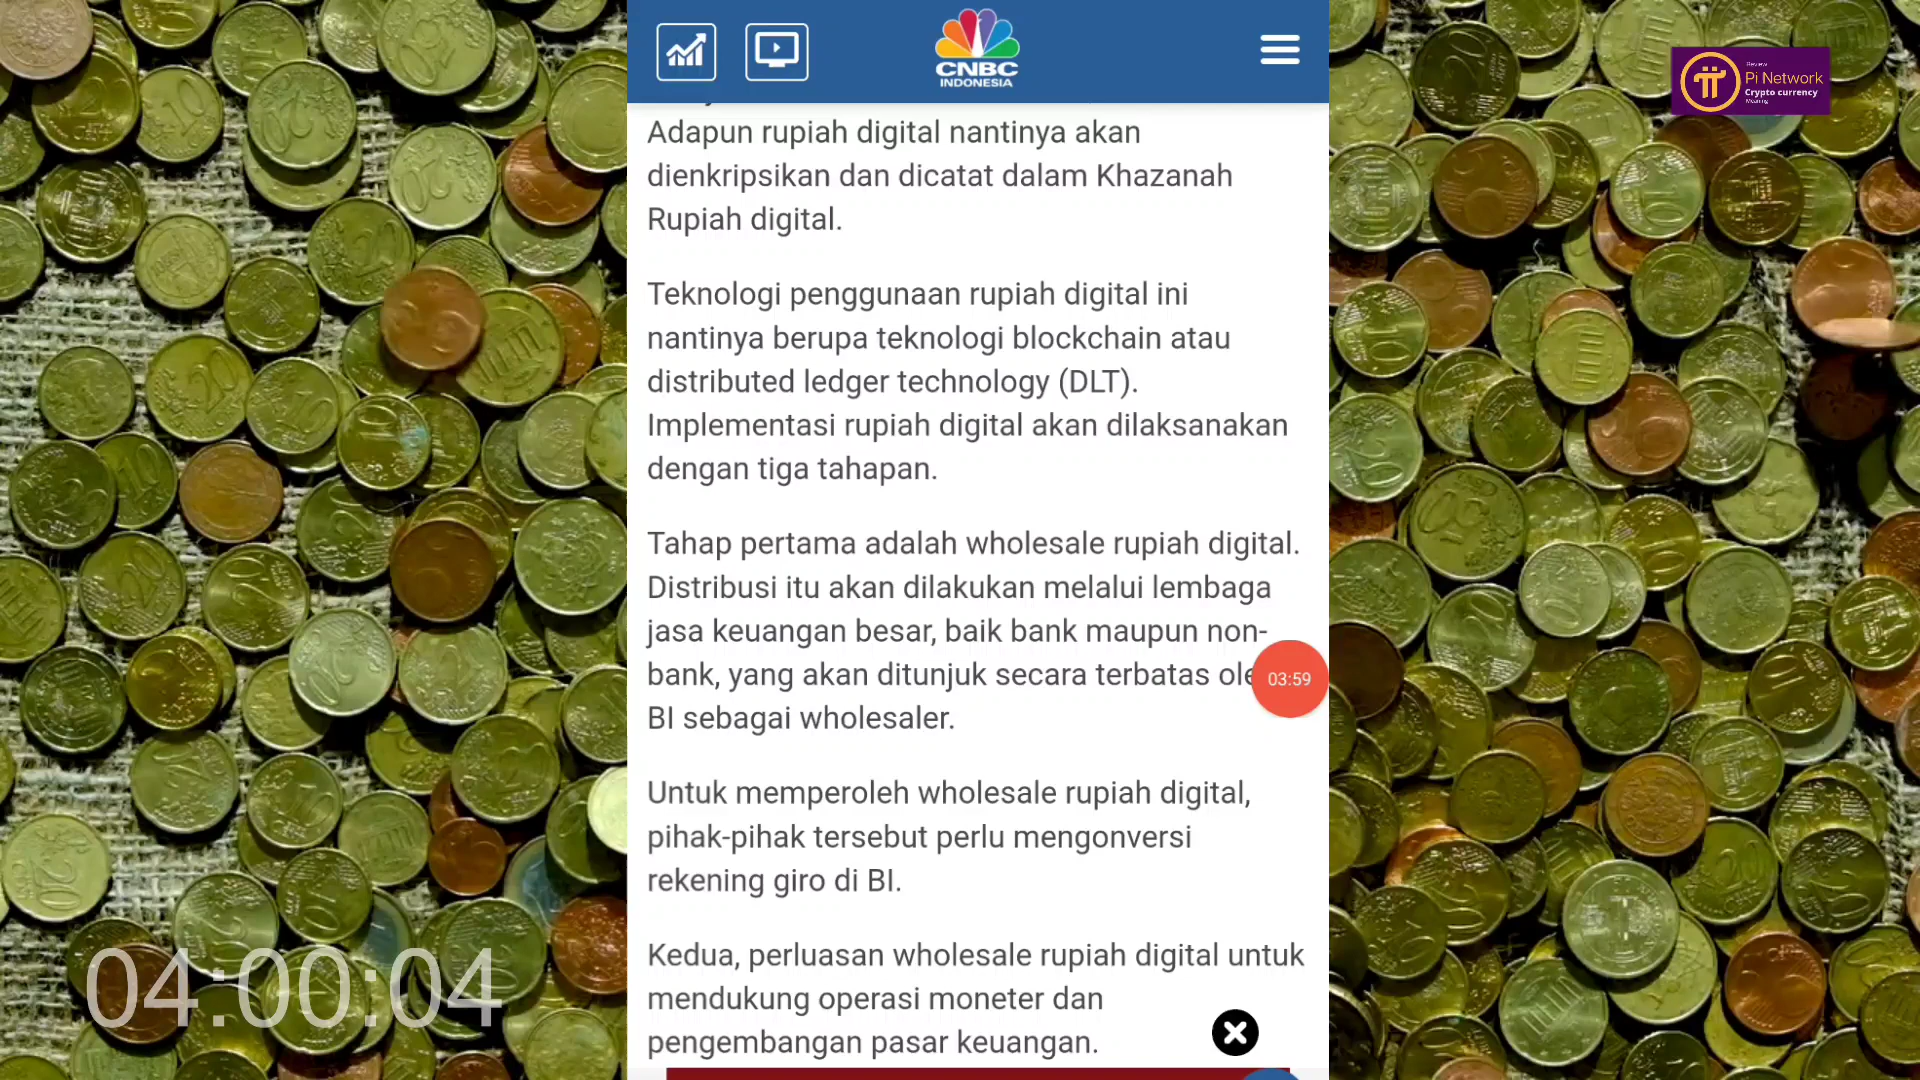 CNBC
INDONESIA
Review
Pi Network
Crypto currency
Meaning
Adapun rupiah digital nantinya akan
dienkripsikan dan dicatat dalam Khazanah
Rupiah digital.
Teknologi penggunaan rupiah digital ini
nantinya berupa teknologi blockchain atau
distributed ledger technology (DLT).
Implementasi rupiah digital akan dilaksanakan
dengan tiga tahapan.
Tahap pertama adalah wholesale rupiah digital.
Distribusi itu akan dilakukan melalui lembaga
jasa keuangan besar, baik bank maupun non-
bank, yang akan ditunjuk secara terbatas
03:59
BI sebagai wholesaler.
Untuk memperoleh wholesale rupiah digital,
pihak-pihak tersebut perlu mengonversi
rekening giro di BI.
Kedua, perluasan wholesale rupiah digital untuk
mendukung operasi moneter dan
pengembangan pasar keuangan.
04:00:04